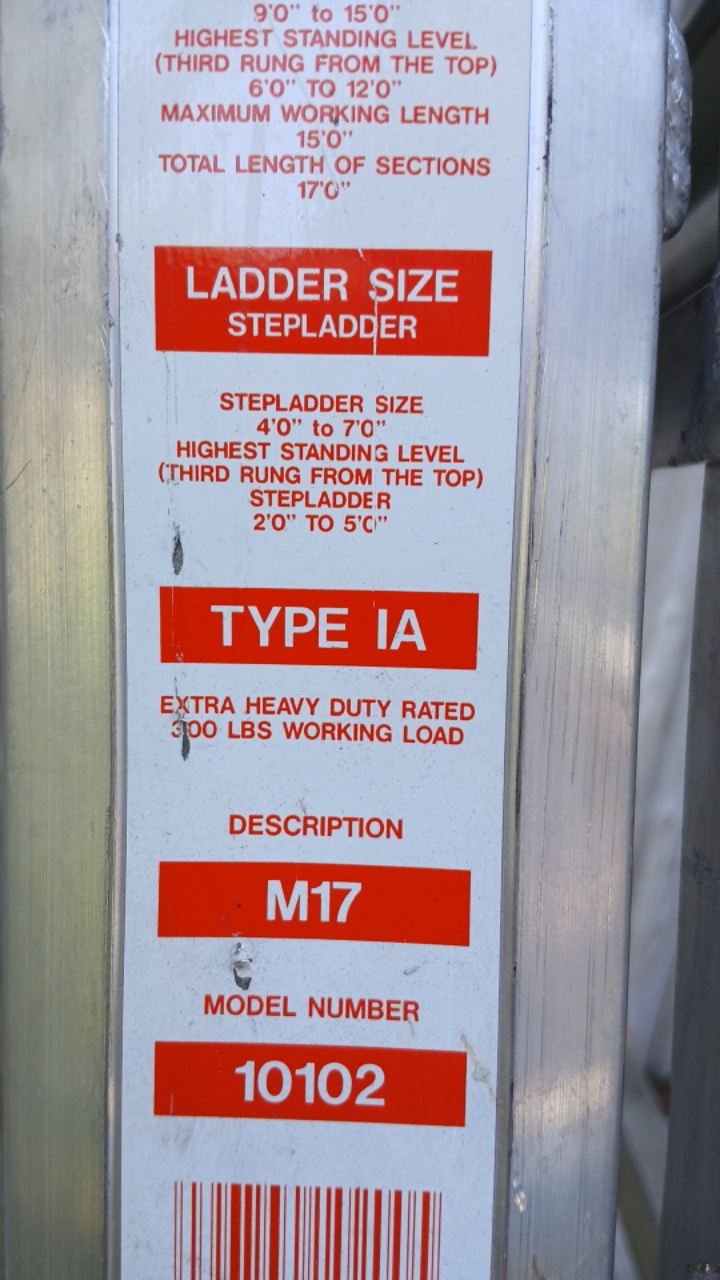 9'0" to 15'0"
HIGHEST STANDING LEVEL
(THIRD RUNG FROM THE TOP)
6'0" TO 12'0"
MAXIMUM WORKING LENGTH
15'0"
TOTAL LENGTH OF SECTIONS
17'0"
LADDER SIZE
STEPLADDER
STEPLADDER SIZE
4'0" to 7'0"
HIGHEST STANDING LEVEL
(THIRD RUNG FROM THE TOP)
STEPLADDER
2'0" TO 5'0"
TYPE IA
EXTRA HEAVY DUTY RATED
300 LBS WORKING LOAD
DESCRIPTION
M17
MODEL NUMBER
10102